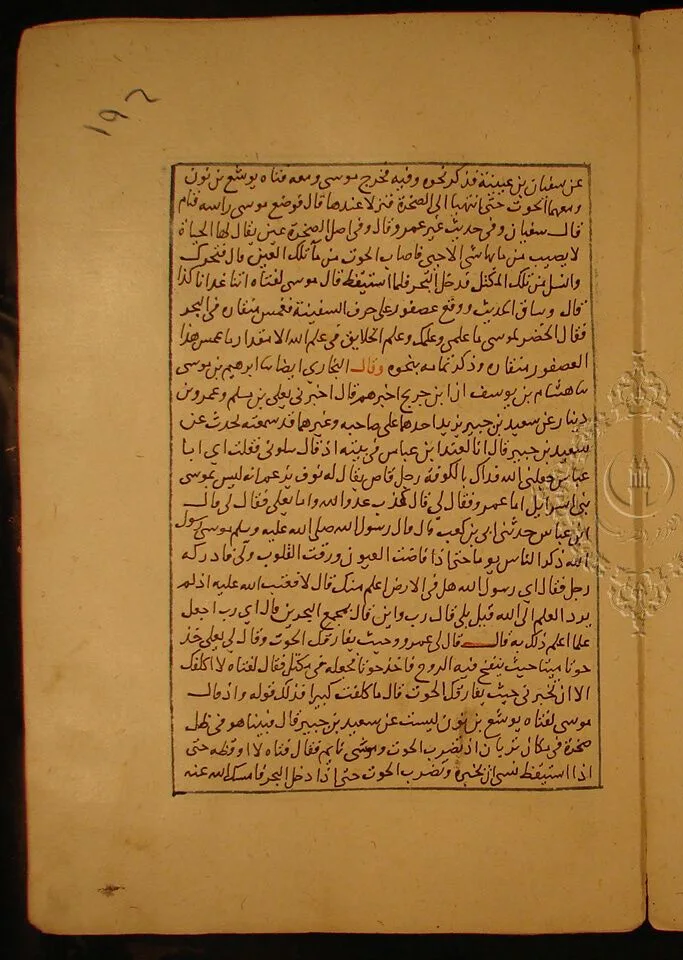 ١٩٢
عن سفيان بن عيينة فذكر نحوه وفيه فخرج موسى ومعه فتاه يوشع بن نون
ومعهما الحوت حتى انتهيا الى الصخرة فنزلا عندها قال فوضع موسى راسه فنام
قال سفيان وفي حديث غير عمرو قال وفي اصل الصخرة عين يقال لها الحياة
لا يصيب من مائها شي الا حيي فاصاب الحوت من ماء تلك العين قال فتحرك
وانسل من تلك المكتل فدخل البحر فلما استيقظ قال موسى لفتاه اتنا غدانا كذا
قال وساق الحديث ووقع عصفور على حرف السفينة فغمس منقاره في البحر
فقال الخضر لموسى ما علمي وعلمك وعلم الخلايق في علم الله الا مقدار ما غمس هذا
العصفور منقاره وذكر تمامه بنحوه وقال البخاري ايضا سا ابرهيم بن موسى
سا هشام بن يوسف ان ابن جريج اخبرهم قال اخبرني يعلى بن مسلم وعمرو بن
دينار عن سعيد بن جبير يزيد احدهما على صاحبه وغيرهما قد سمعته يحدث عن
سعيد بن جبير قال انا لعند ابن عباس في بيته اذ قال سلوني فقلت اي ابا
عباس جعلني الله فداك بالكوفة رجل قاص يقال له نوف يزعم انه ليس بموسى
بني اسرائيل اما عمرو فقال لي قال كذب عدو الله واما يعلى فقال لي قال
ابن عباس حدثني ابي بن كعب قال قال رسول الله صلى الله عليه وسلم موسى رسول
الله ذكر الناس يوما حتى اذا فاضت العيون ورقت القلوب ولى فادركه
رجل فقال اي رسول الله هل في الارض اعلم منك قال لا فعتب الله عليه اذ لم
يرد العلم الى الله قيل بلى قال رب واين قال بمجمع البحرين قال اي رب اجعل
علما اعلم ذلك به قال قال لي عمرو حيث يفارقك الحوت وقال لي يعلى خذ
حوتا ميتا حيث ينفخ فيه الروح فاخذ حوتا فجعله في مكتل فقال لفتاه لا اكلفك
الا ان تخبرني حيث يفارقك الحوت قال ما كلفت كبيرا فذلك قوله واذ قال
موسى لفتاه يوشع بن نون ليست عن سعيد بن جبير قال فبينا هو في ظل
صخرة في مكان ثريان اذ تضرب الحوت وموسى نايم فقال فتاه لا اوقظه حتى
اذا استيقظ نسي ان يخبره وتضرب الحوت حتى اذا دخل البحر فامسك الله عنه